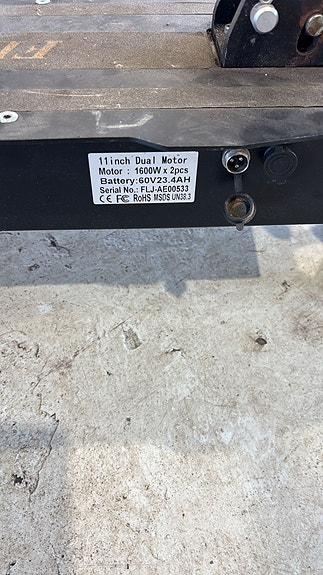 11inch Dual Motor
Motor : 1600W x 2pcs
Battery:60V23.4AH
Serial No.: FLJ-AE00533
CE FC RoHS MSDS UN38.3